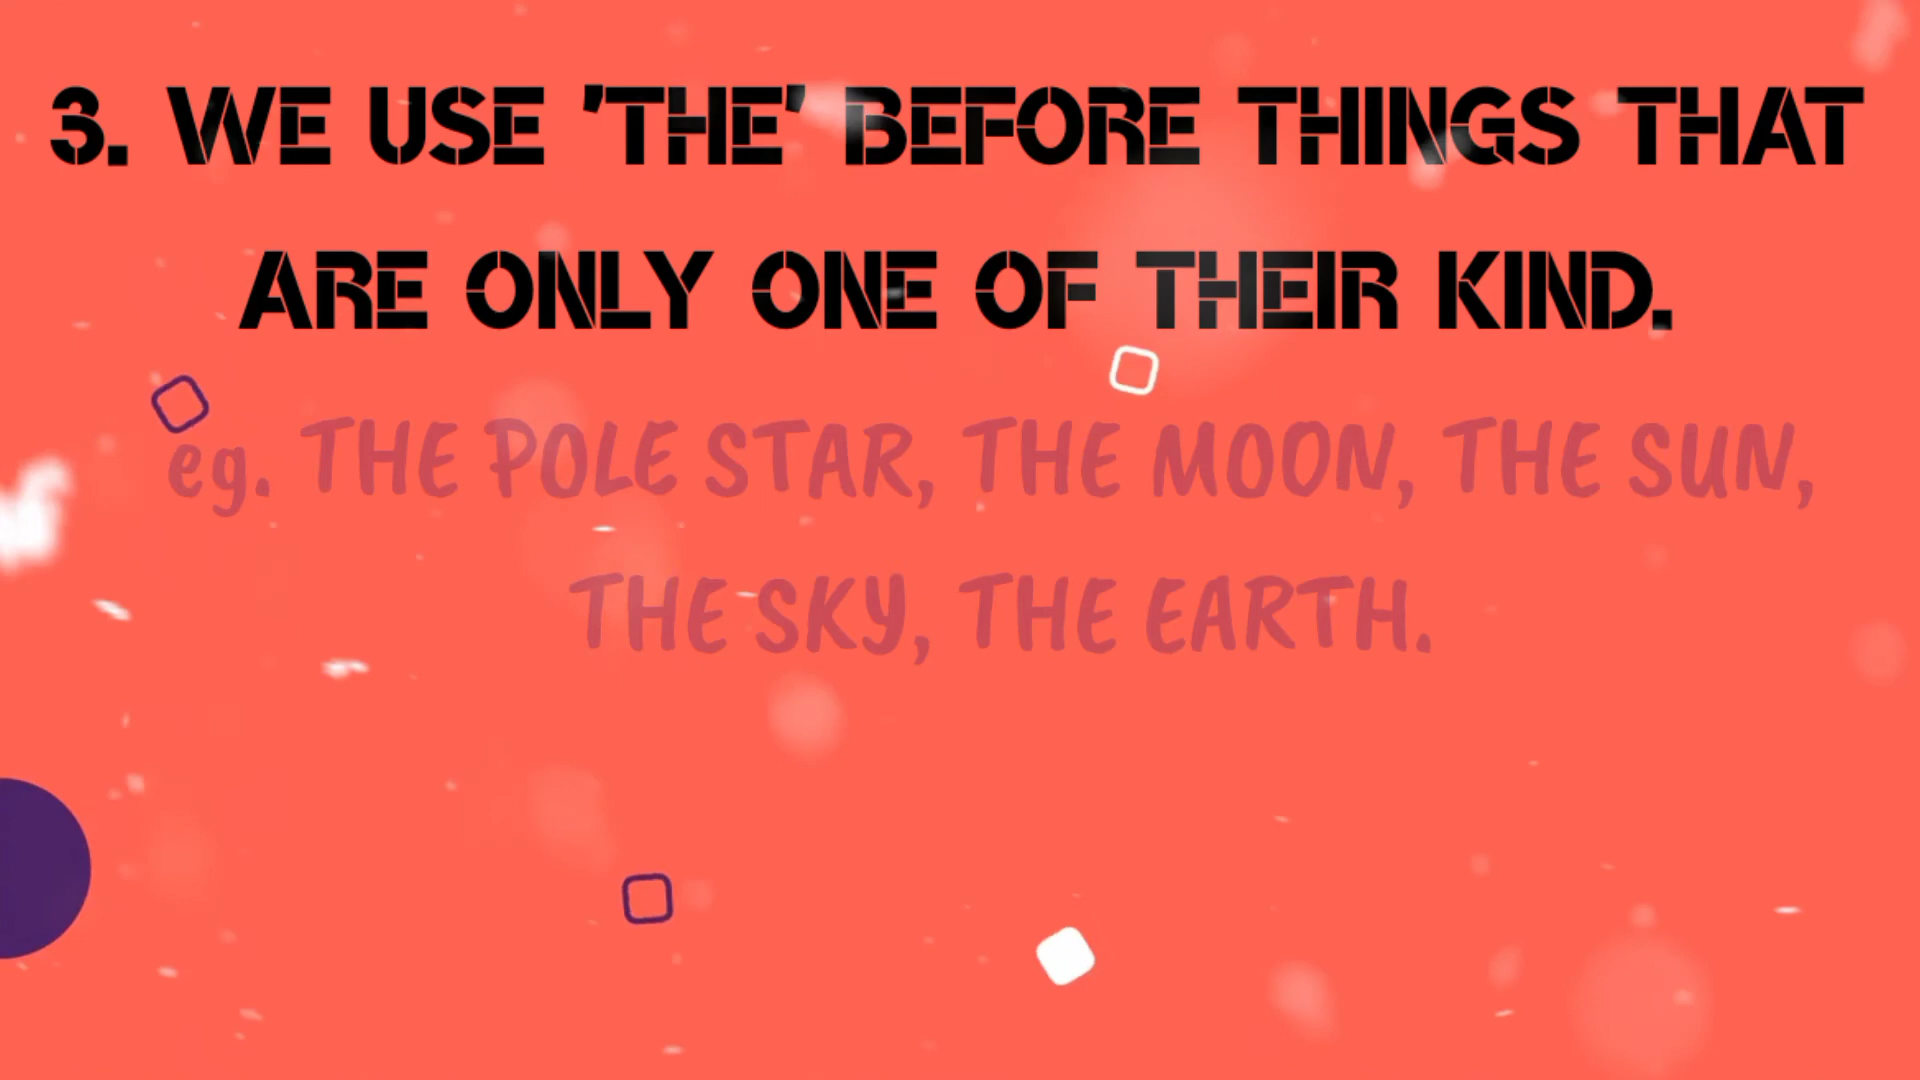 3. WE USE 'THE' BEFORE THINGS THAT
ARE ONLY ONE OF THEIR KIND.
eg. THE POLE STAR, THE MOON, THE SUN,
THE SKY, THE EARTH.